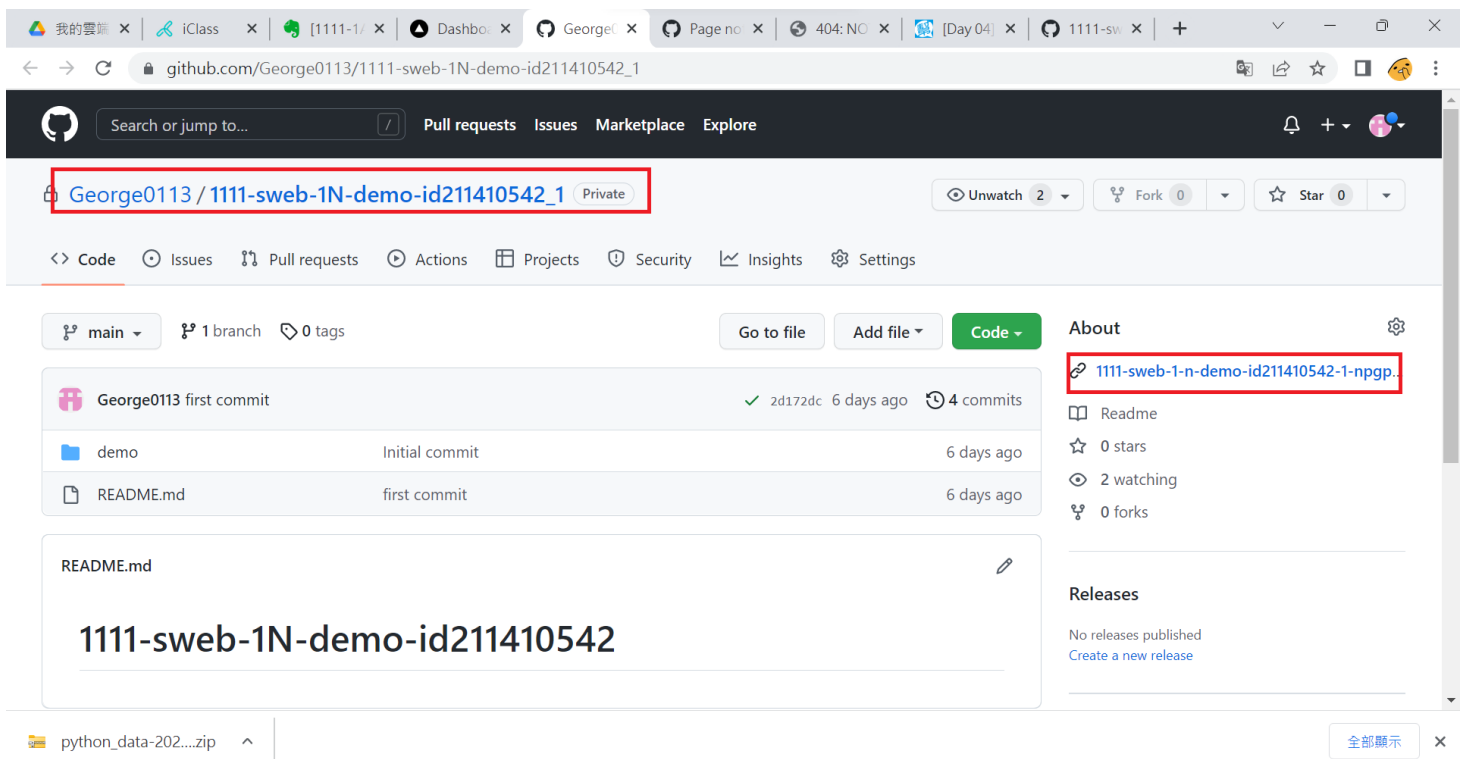 我的雲端
iClass
[1111-1/
Dashboa
George0
Page no
404: NO
[Day 04]
1111-sw
github.com/George0113/1111-sweb-1N-demo-id211410542_1
Search or jump to...
/
Pull requests
Issues
Marketplace
Explore
George0113 / 1111-sweb-1N-demo-id211410542_1 Private
Unwatch 2
Fork 0
Star 0
<> Code
Issues
Pull requests
Actions
Projects
Security
Insights
Settings
main
1 branch
0 tags
Go to file
Add file
Code
George0113 first commit
2d172dc 6 days ago
4 commits
demo
Initial commit
6 days ago
README.md
first commit
6 days ago
README.md
1111-sweb-1N-demo-id211410542
About
1111-sweb-1-n-demo-id211410542-1-npgp..
Readme
0 stars
2 watching
0 forks
Releases
No releases published
Create a new release
python_data-202....zip
全部顯示